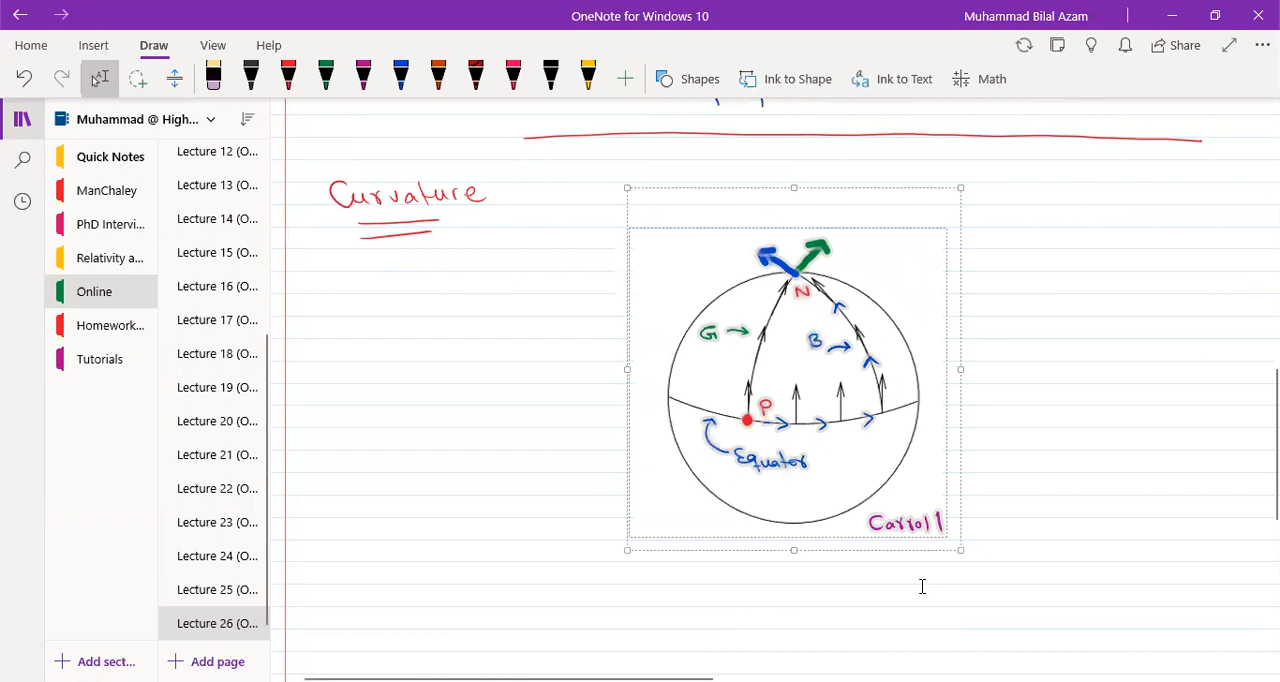 OneNote for Windows 10
Muhammad Bilal Azam
Home Insert Draw View Help
Share
Shapes Ink to Shape Ink to Text Math
Muhammad @ High...
Quick Notes
ManChaley
PhD Intervi...
Relativity a...
Online
Homework...
Tutorials
Add sect...
Lecture 12 (O...
Lecture 13 (O...
Lecture 14 (O...
Lecture 15 (O...
Lecture 16 (O...
Lecture 17 (O...
Lecture 18 (O...
Lecture 19 (O...
Lecture 20 (O...
Lecture 21 (O...
Lecture 22 (O...
Lecture 23 (O...
Lecture 24 (O...
Lecture 25 (O...
Lecture 26 (O...
Add page
Curvature
N
G
B
P
Equator
Carroll